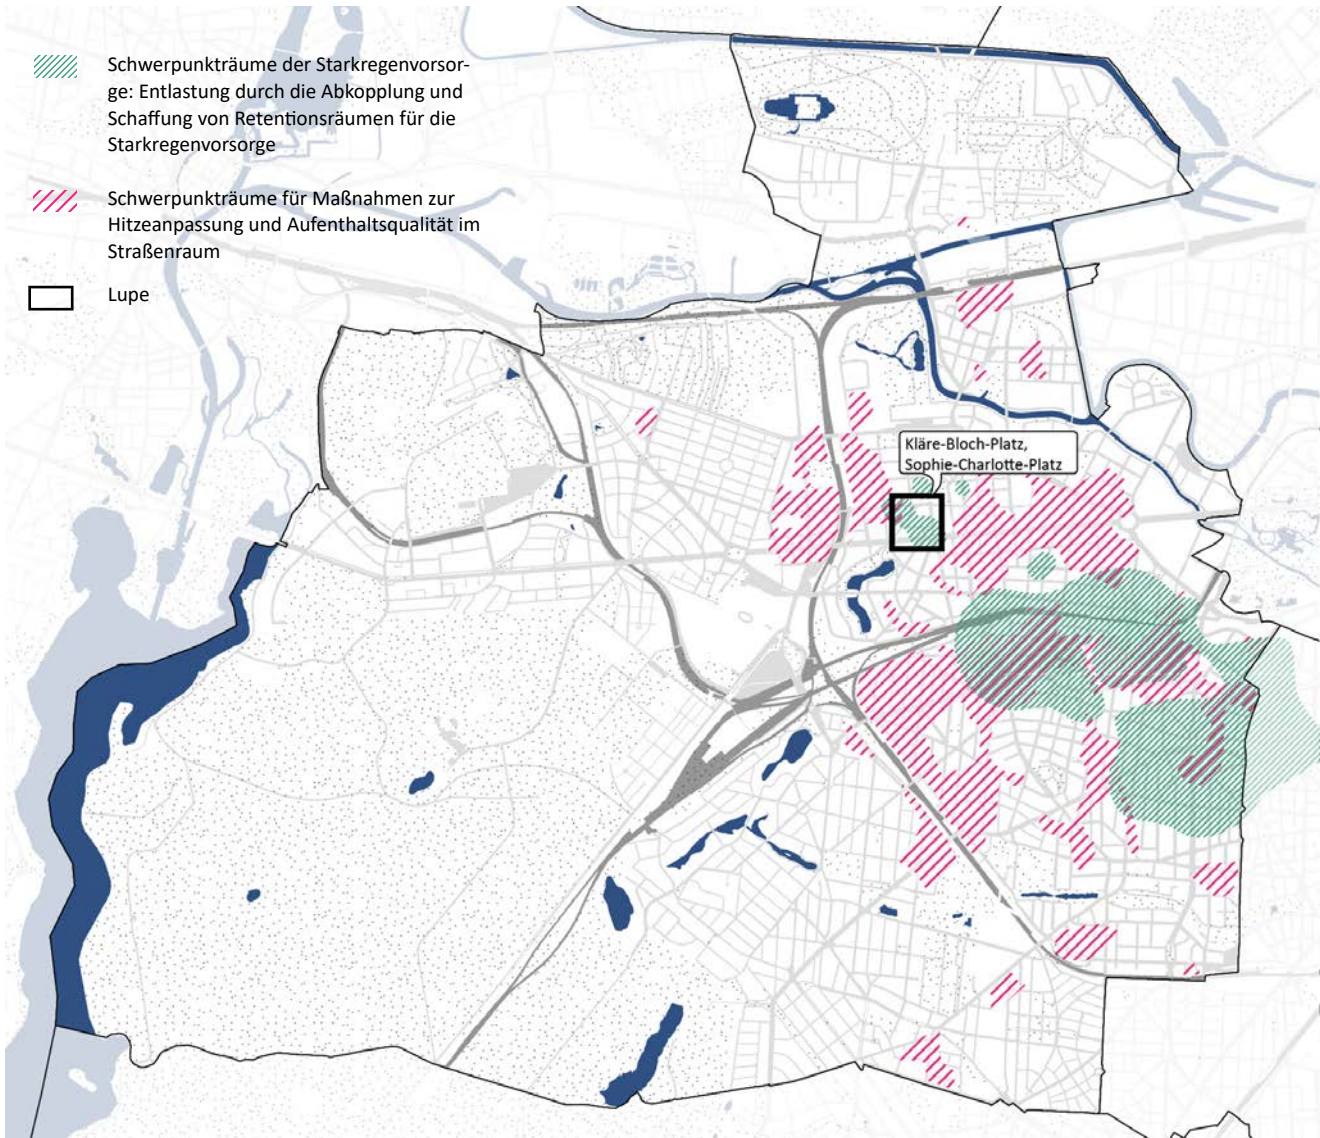 Schwerpunkträume der Starkregenvorsor-
ge: Entlastung durch die Abkopplung und
Schaffung von Retentionsräumen für die
Starkregenvorsorge
Schwerpunkträume für Maßnahmen zur
Hitzeanpassung und Aufenthaltsqualität im
Straßenraum
Lupe
Kläre-Bloch-Platz,
Sophie-Charlotte-Platz